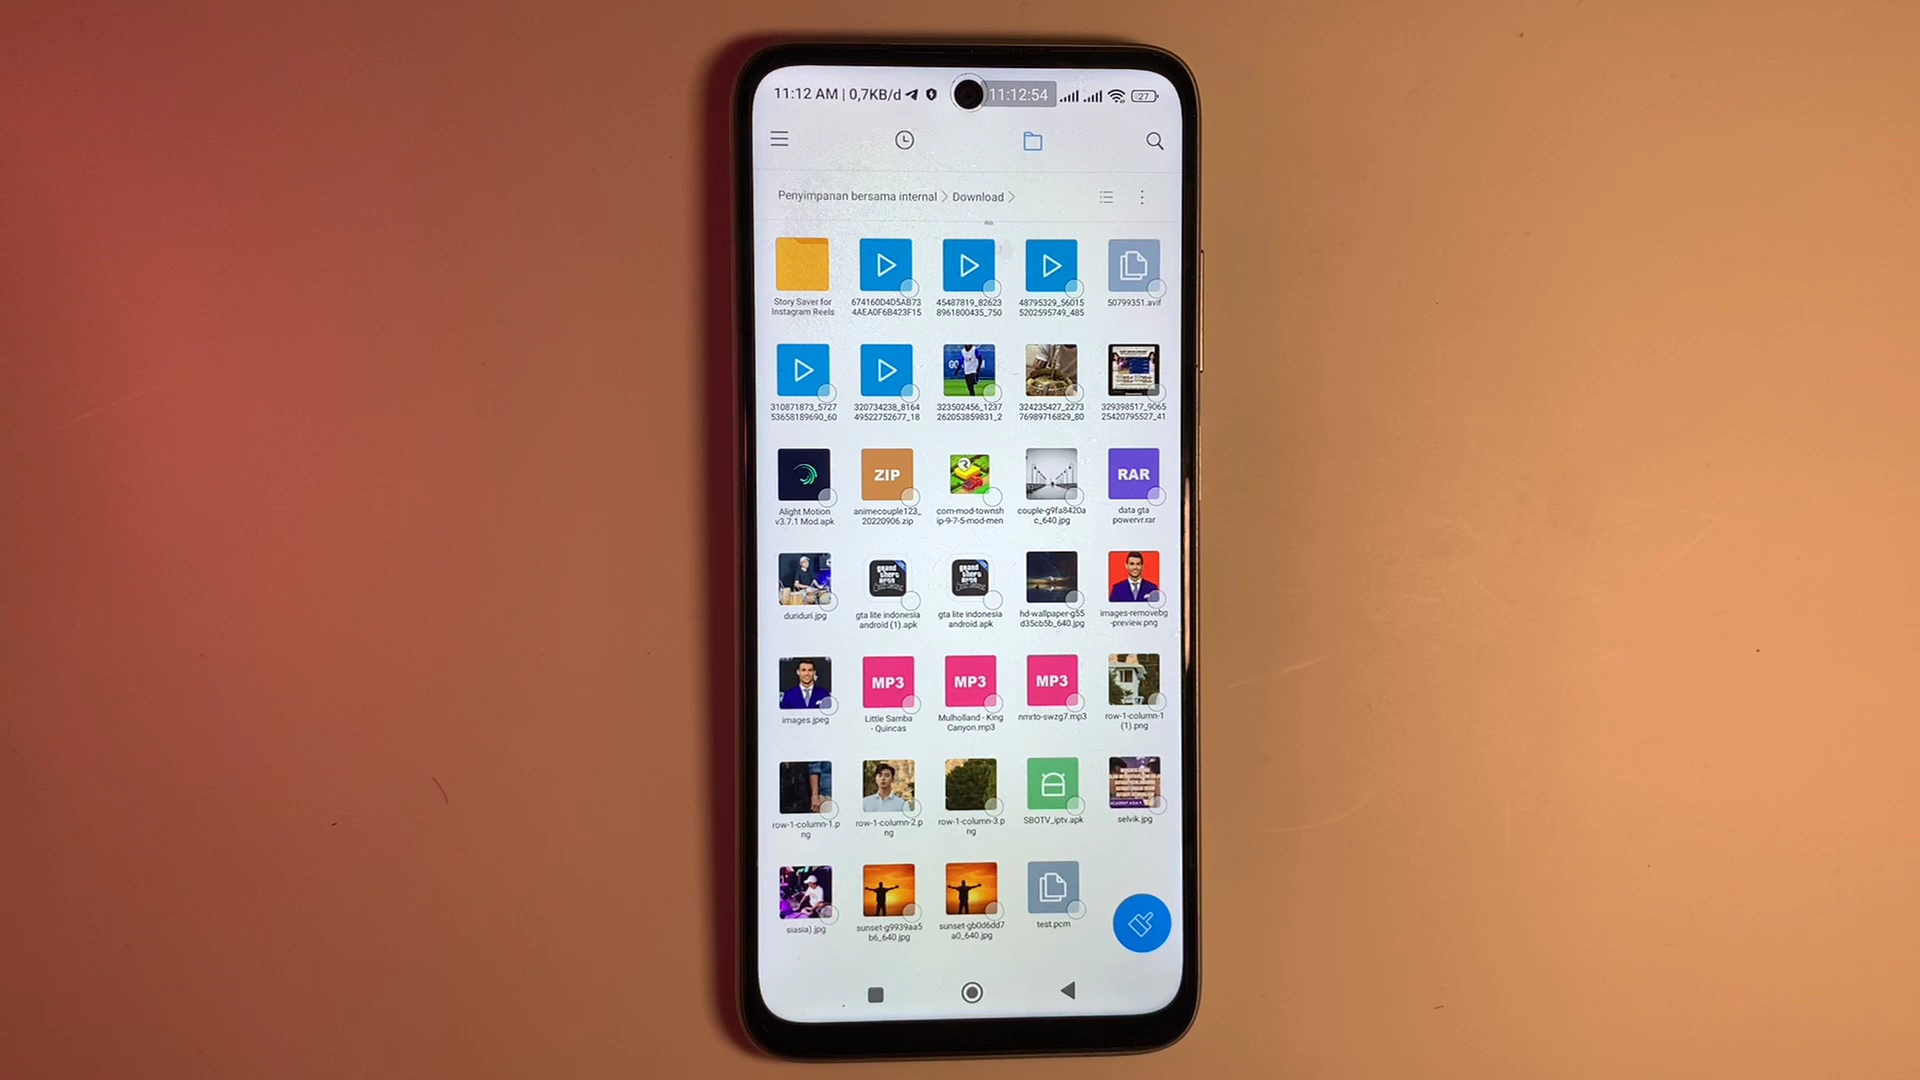 11:12 AM | 0,7KB/d
11:12:54
27
Penyimpanan bersama internal
Download
Story Saver for
Instagram Reels
674160D4D5AB73
4AEA0F6B423F15
45487819_82623
8961800435_750
48795329_56015
5202595749_485
50799351.avif
310871873_5727
53658189690_60
320734238_8164
49522752677_18
323502456_1237
262053859831_2
324235427_2273
76989716829_80
329398517_9065
25420795527_41
ZIP
RAR
Alight Motion
v3.7.1 Mod.apk
animecouple123_
20220906.zip
com-mod-townsh
ip-9-7-5-mod-men
couple-g9fa8420a
c_640.jpg
data gta
powervr.rar
grand
theft
grand
theft
duriduri.jpg
gta lite indonesia
android (1).apk
gta lite indonesia
android.apk
hd-wallpaper-g55
d35cb5b_640.jpg
images-removebg
-preview.png
MP3
MP3
MP3
images.jpeg
Little Samba
- Quincas
Mulholland - King
Canyon.mp3
nmrto-swzg7.mp3
row-1-column-1
(1).png
row-1-column-1.p
ng
row-1-column-2.p
ng
row-1-column-3.p
ng
SBOTV_iptv.apk
selvik.jpg
siasia).jpg
sunset-g9939aa5
b6_640.jpg
sunset-gb0d6dd7
a0_640.jpg
test.pcm